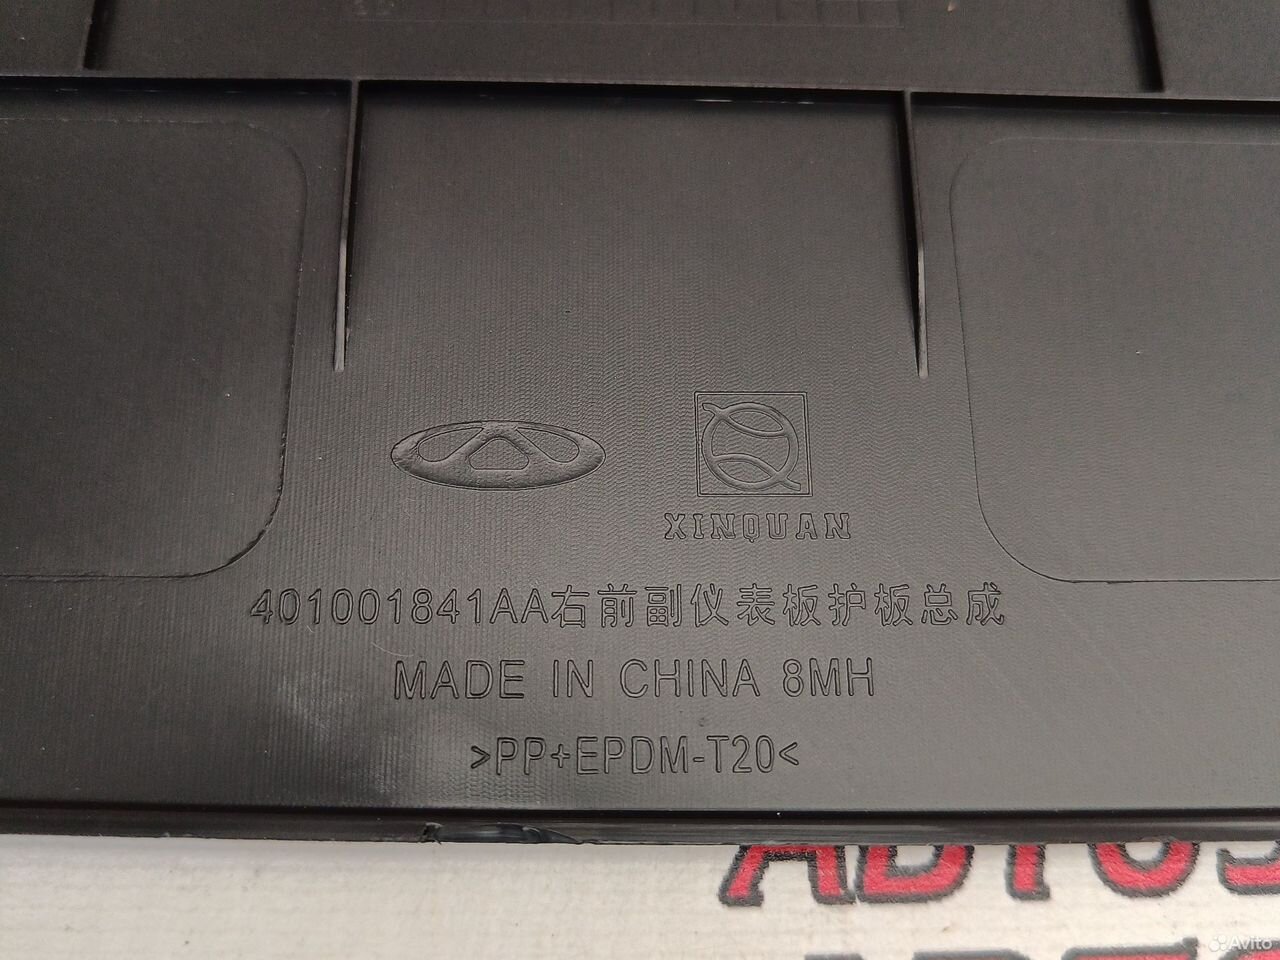 XINQUAN
401001841AA右前副仪表板护板总成
MADE IN CHINA 8MH
>PP+EPDM-T20<
Avito